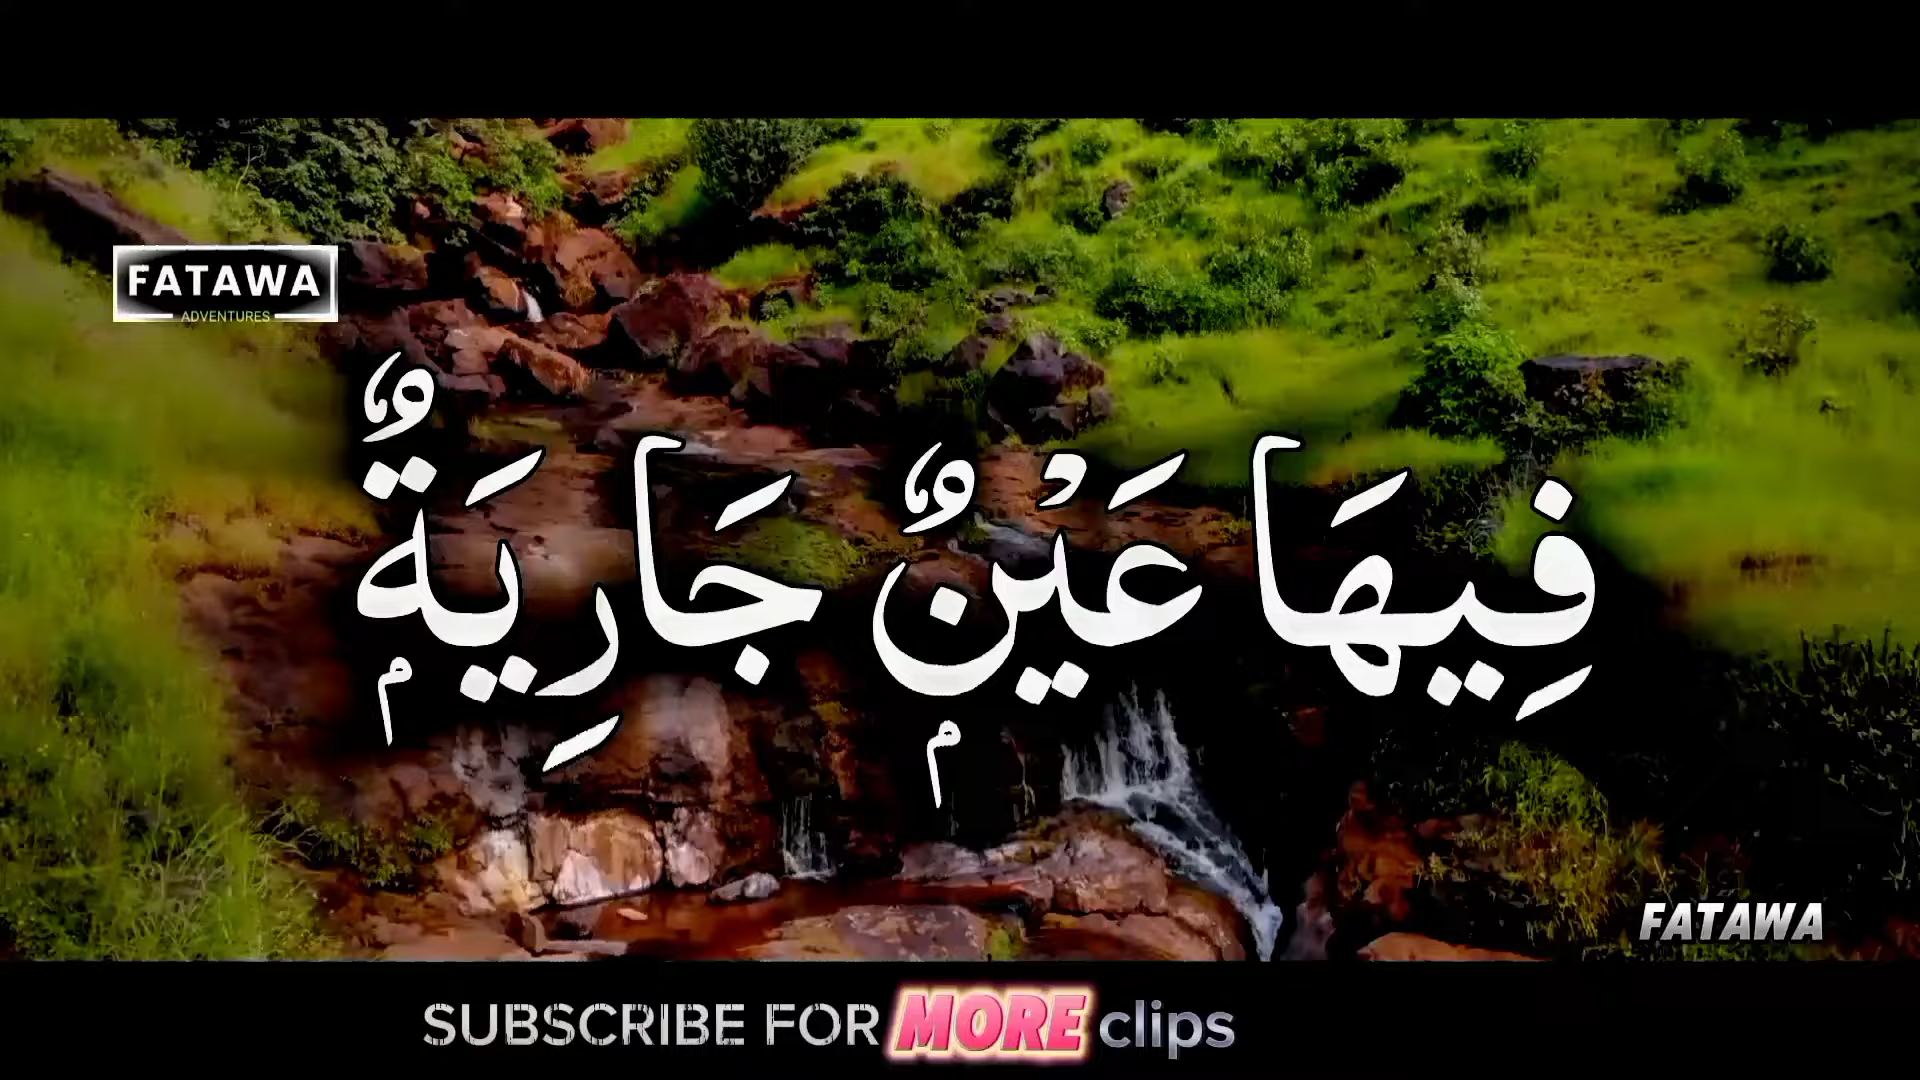 FATAWA
ADVENTURES
فِيهَا عَيْنٌ جَارِيَةٌ
م م
FATAWA
SUBSCRIBE FOR MORE clips